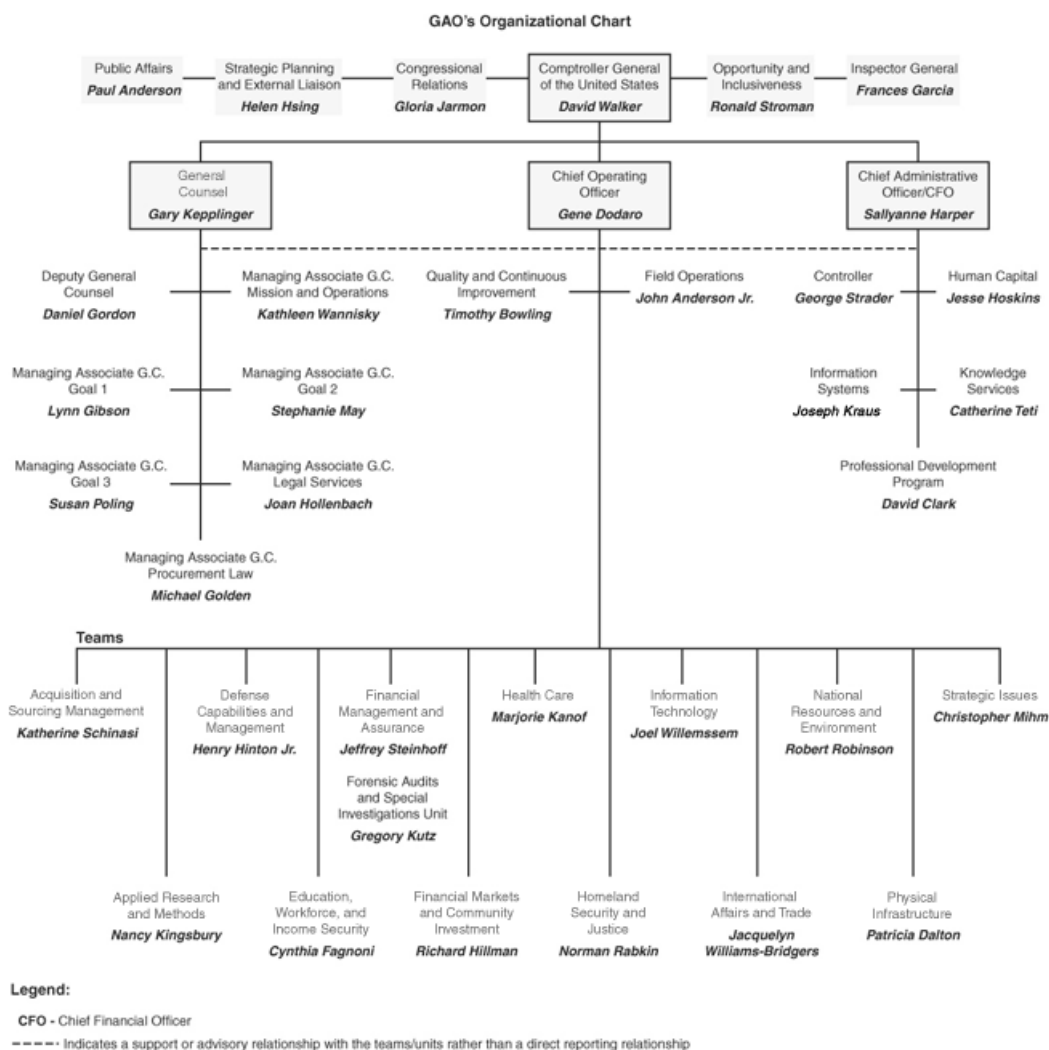 GAO's Organizational Chart
Public Affairs
Paul Anderson
Strategic Planning
and External Liaison
Helen Hsing
Congressional
Relations
Gloria Jarmon
Comptroller General
of the United States
David Walker
Opportunity and
Inclusiveness
Ronald Stroman
Inspector General
Frances Garcia
General
Counsel
Gary Kepplinger
Chief Operating
Officer
Gene Dodaro
Chief Administrative
Officer/CFO
Sallyanne Harper
Deputy General
Counsel
Daniel Gordon
Managing Associate G.C.
Mission and Operations
Kathleen Wannisky
Quality and Continuous
Improvement
Timothy Bowling
Field Operations
John Anderson Jr.
Controller
George Strader
Human Capital
Jesse Hoskins
Managing Associate G.C.
Goal 1
Lynn Gibson
Managing Associate G.C.
Goal 2
Stephanie May
Information
Systems
Joseph Kraus
Knowledge
Services
Catherine Teti
Managing Associate G.C.
Goal 3
Susan Poling
Managing Associate G.C.
Legal Services
Joan Hollenbach
Professional Development
Program
David Clark
Managing Associate G.C.
Procurement Law
Michael Golden
Teams
Acquisition and
Sourcing Management
Katherine Schinasi
Defense
Capabilities and
Management
Henry Hinton Jr.
Financial
Management and
Assurance
Jeffrey Steinhoff
Forensic Audits
and Special
Investigations Unit
Gregory Kutz
Health Care
Marjorie Kanof
Information
Technology
Joel Willemssem
National
Resources and
Environment
Robert Robinson
Strategic Issues
Christopher Mihm
Applied Research
and Methods
Nancy Kingsbury
Education,
Workforce, and
Income Security
Cynthia Fagnoni
Financial Markets
and Community
Investment
Richard Hillman
Homeland
Security and
Justice
Norman Rabkin
International
Affairs and Trade
Jacquelyn
Williams-Bridgers
Physical
Infrastructure
Patricia Dalton
Legend:
CFO - Chief Financial Officer
Indicates a support or advisory relationship with the teams/units rather than a direct reporting relationship